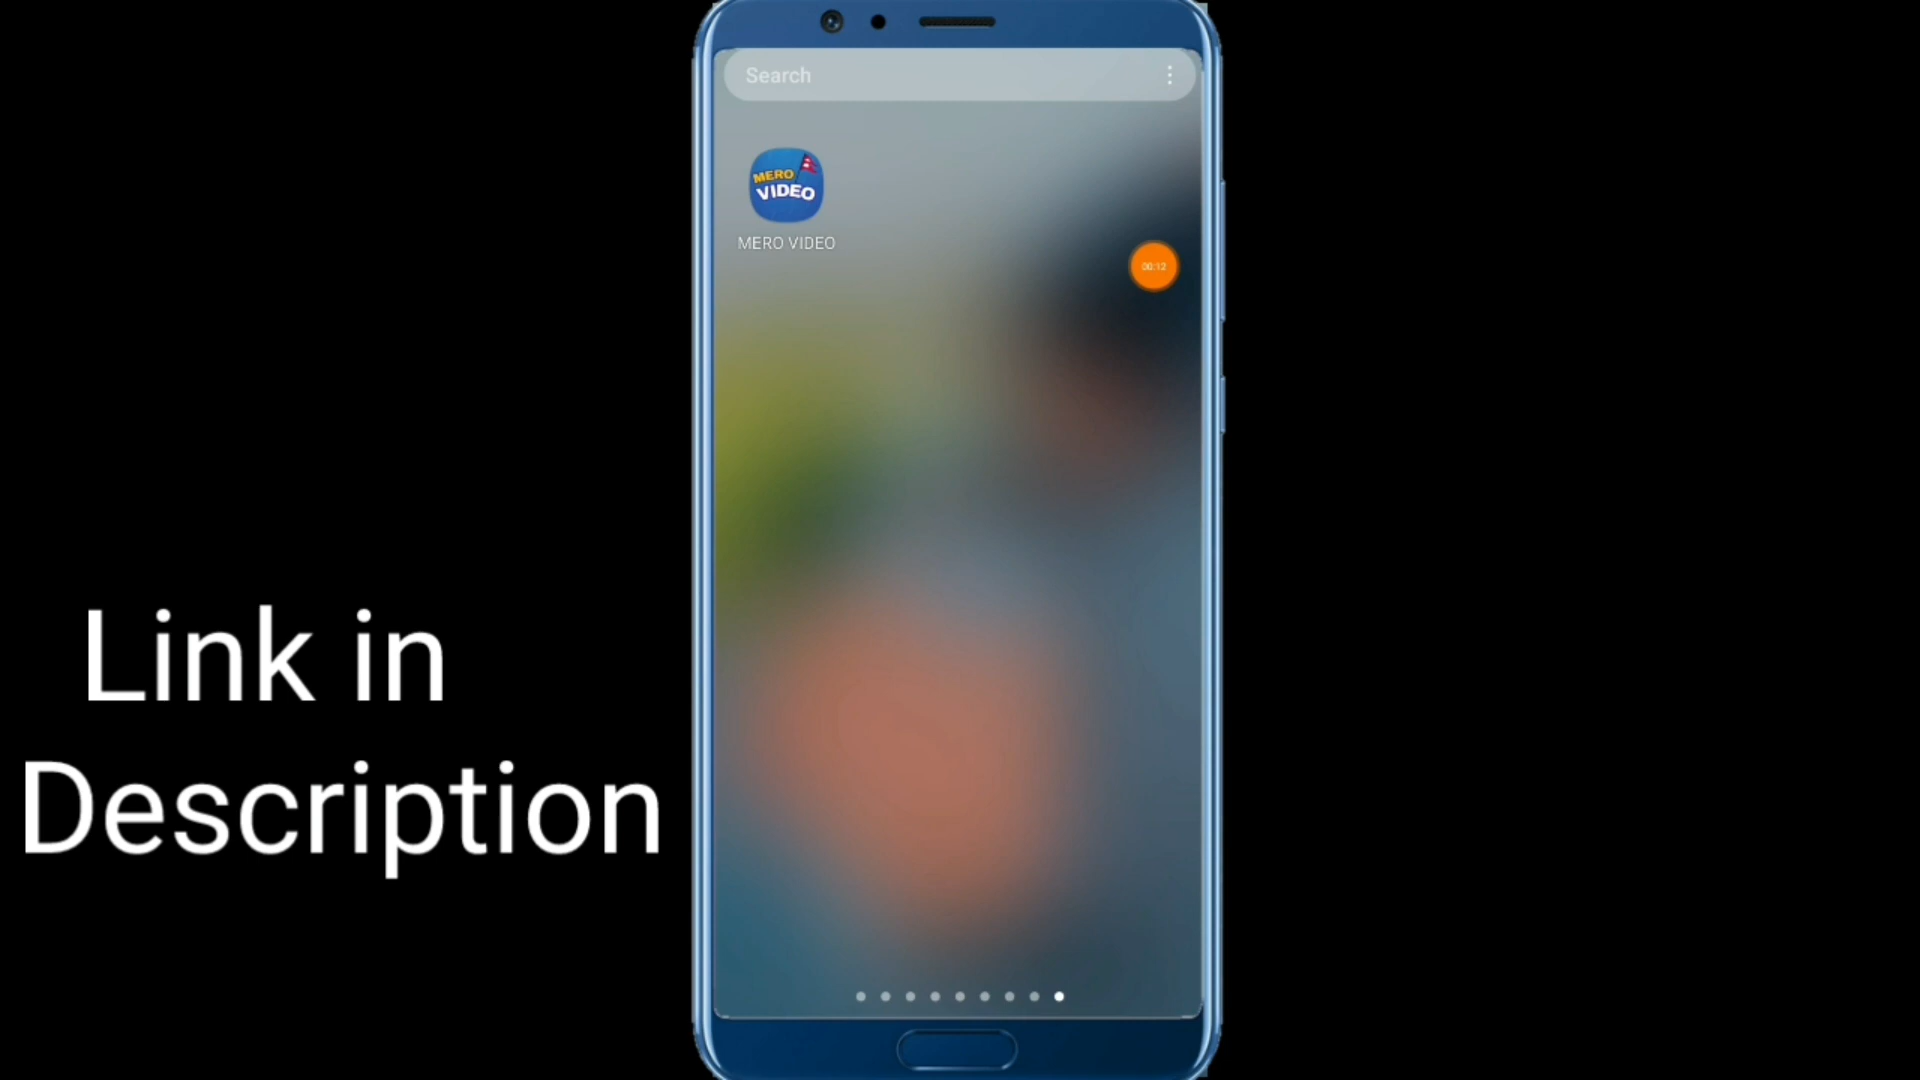 Search
MERO
VIDEO
MERO VIDEO
00:12
Link in
Description